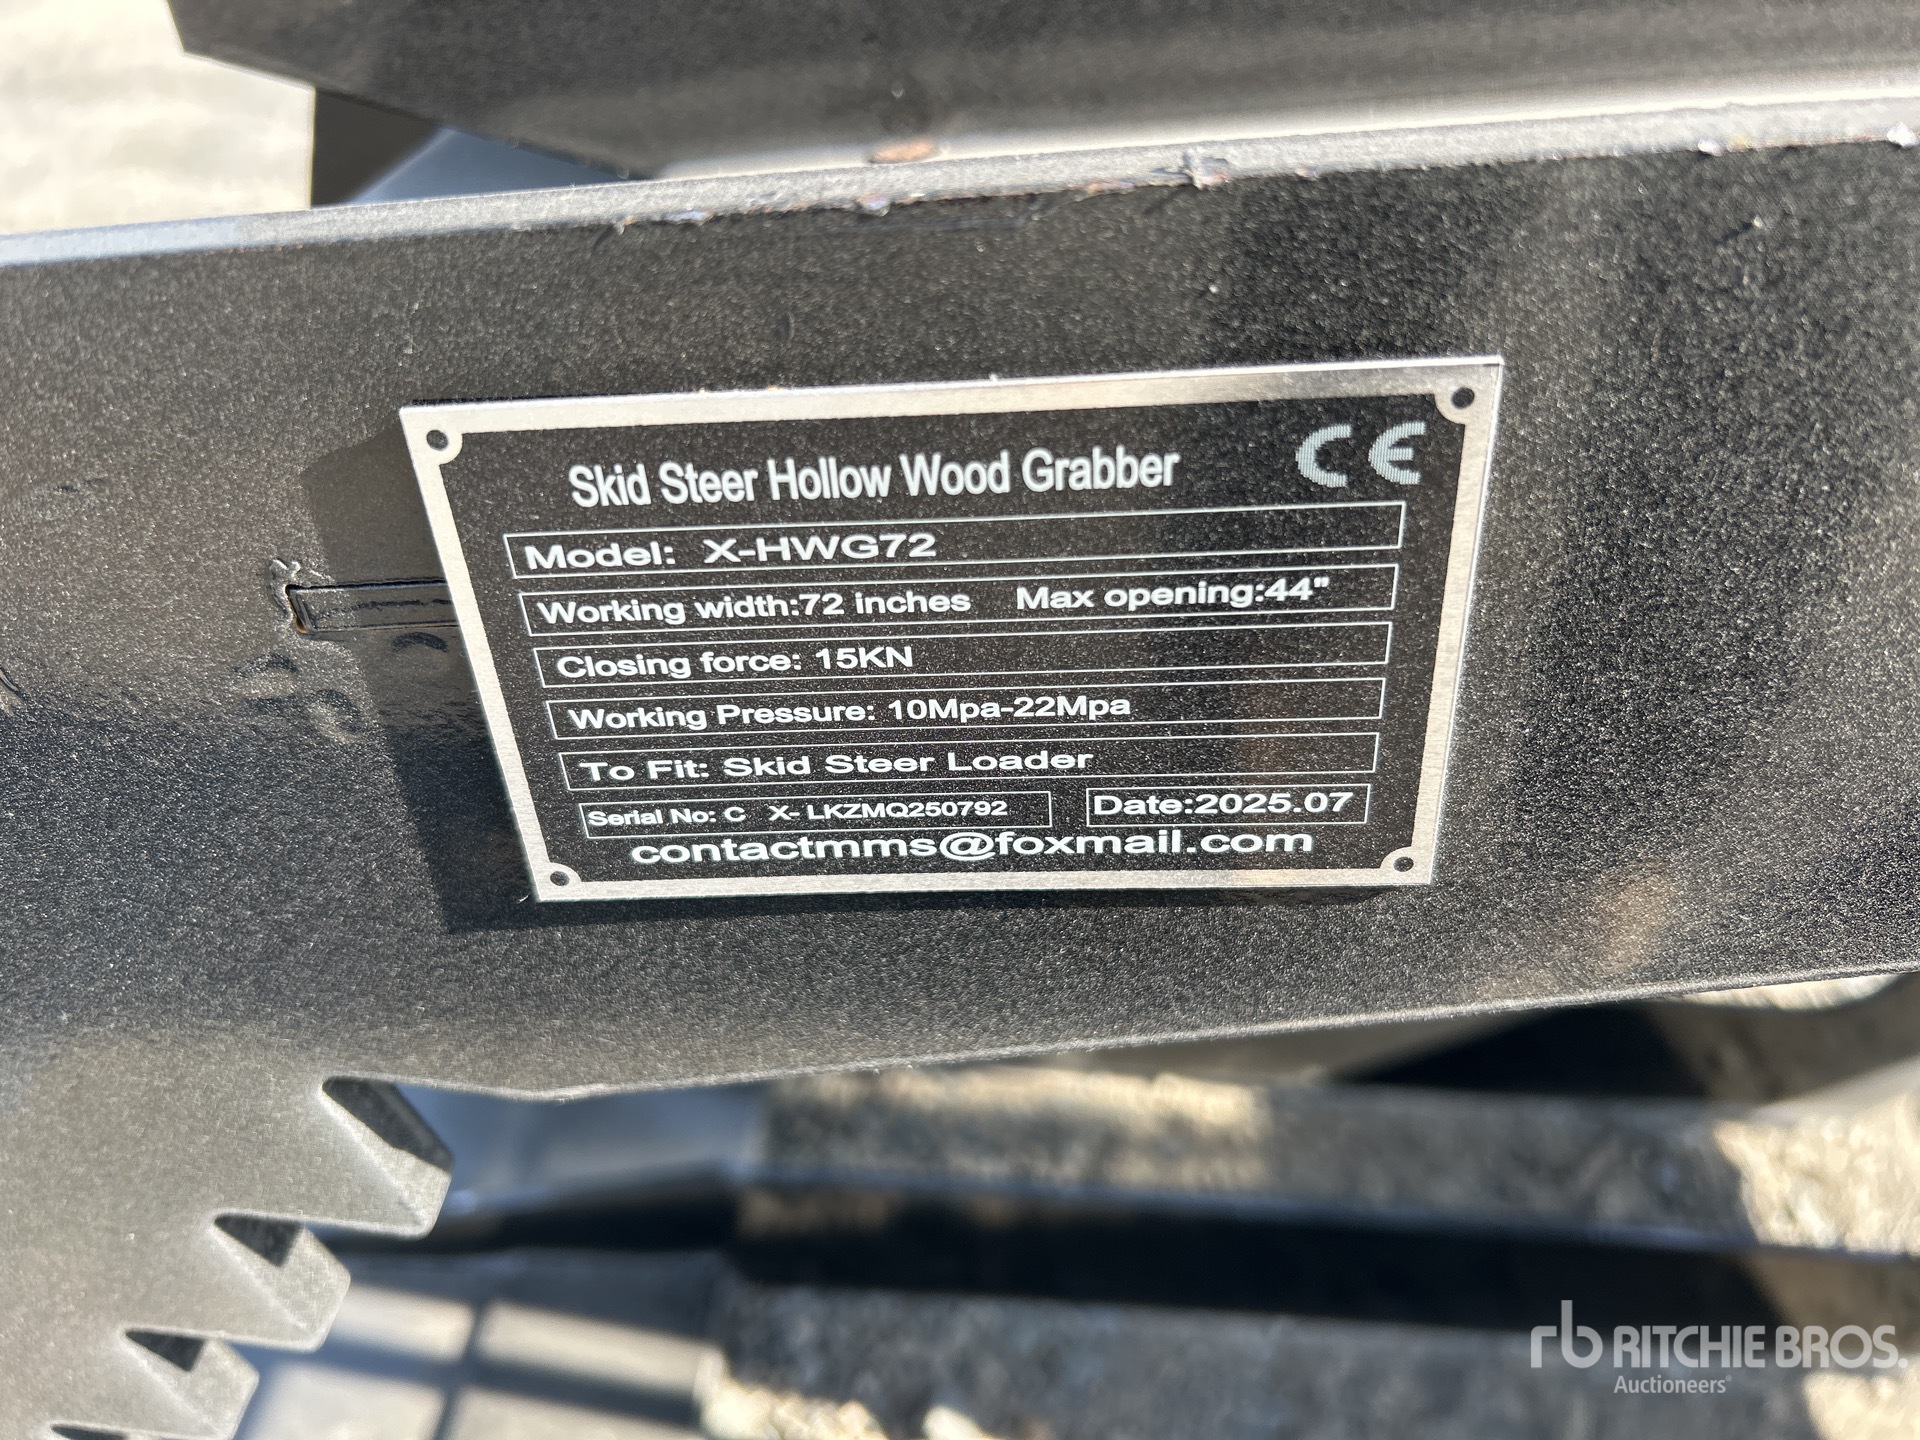 Skid Steer Hollow Wood Grabber CE
Model: X-HWG72
Working width:72 inches Max opening:44"
Closing force: 15KN
Working Pressure: 10Mpa-22Mpa
To Fit: Skid Steer Loader
Serial No: C X- LKZMQ250792 Date:2025.07
contactmms@foxmail.com
rb RITCHIE BROS.
Auctioneers